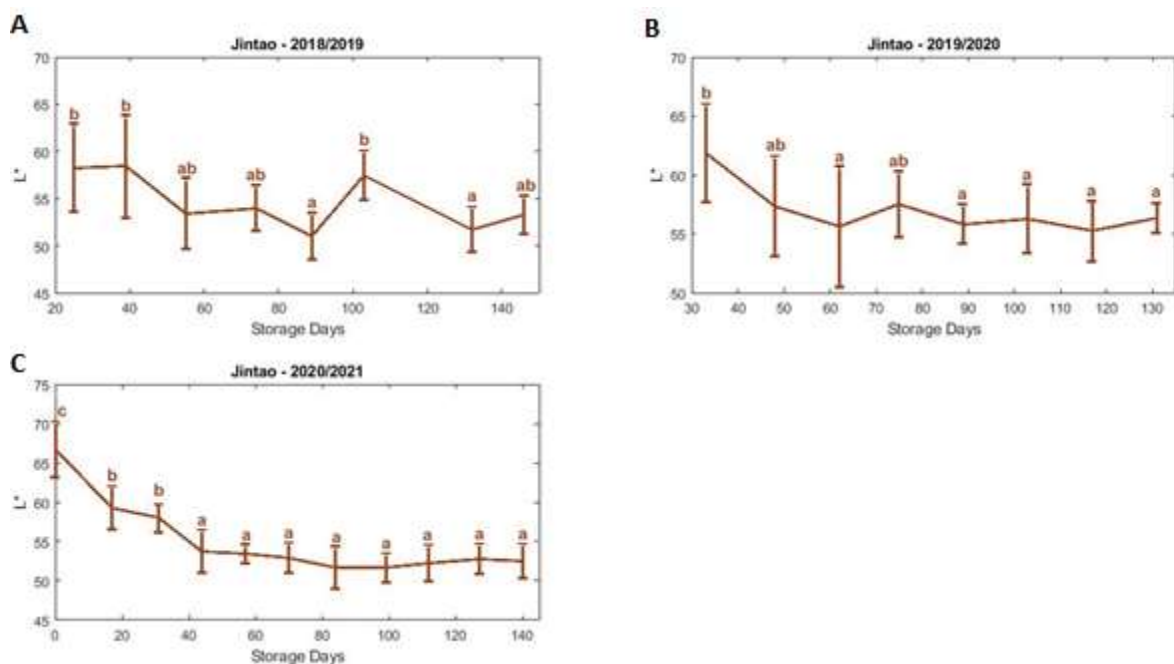 A
Jintao - 2018/2019
70
65
60
55
50
45
L*
b
b
ab
ab
a
b
a
ab
20
40
60
80
100
120
140
Storage Days
B
Jintao - 2019/2020
70
65
60
55
50
L*
b
ab
a
ab
a
a
a
a
30
40
50
60
70
80
90
100
110
120
130
Storage Days
C
Jintao - 2020/2021
75
70
65
60
55
50
45
L*
c
b
b
a
a
a
a
a
a
a
a
0
20
40
60
80
100
120
140
Storage Days